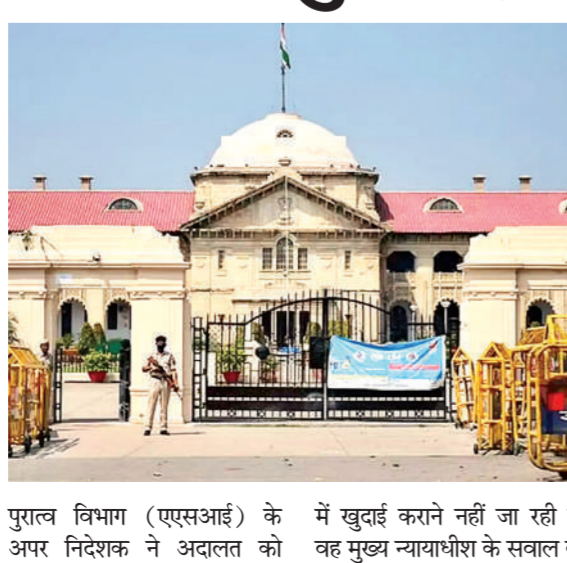 पुरातत्व विभाग (एएसआई) के
अपर निदेशक ने अदालत को
में खुदाई कराने नहीं जा रही
वह मुख्य न्यायाधीश के सवाल